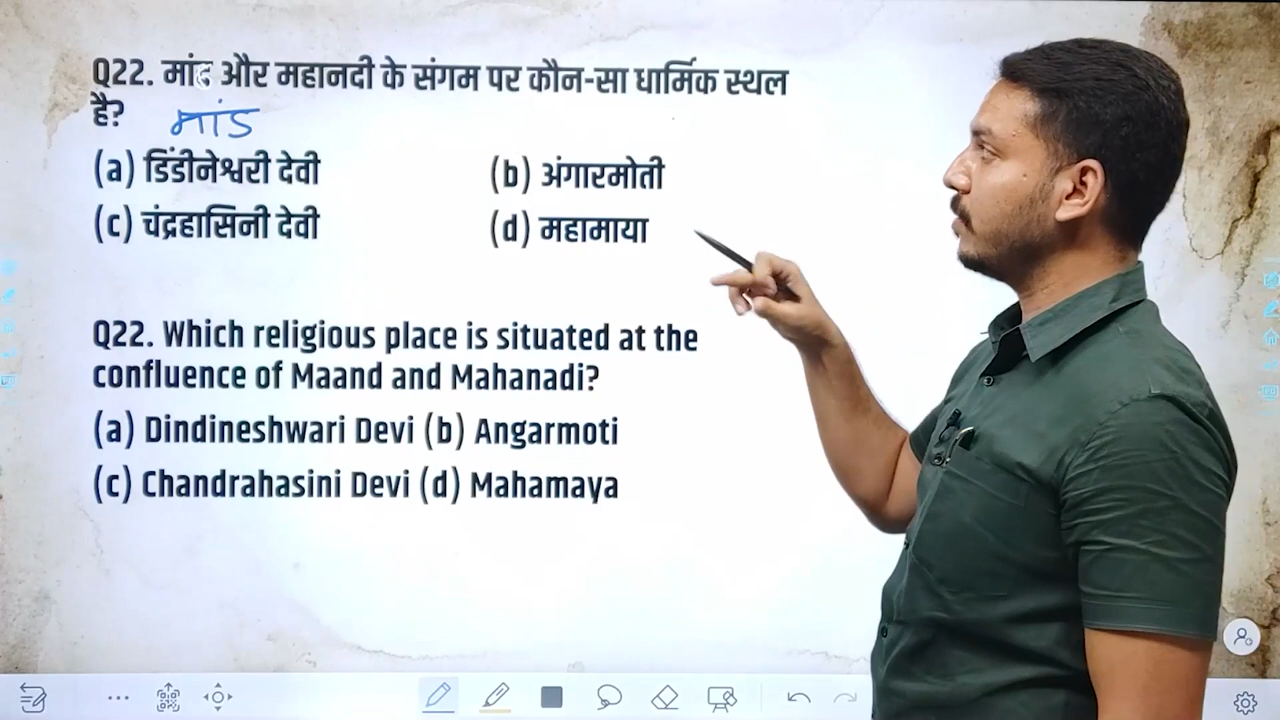 Q22. मांद और महानदी के संगम पर कौन-सा धार्मिक स्थल
है? मांड
(a) डिंडीनेश्वरी देवी (b) अंगारमोती
(c) चंद्रहासिनी देवी (d) महामाया
Q22. Which religious place is situated at the
confluence of Maand and Mahanadi?
(a) Dindineshwari Devi (b) Angarmoti
(c) Chandrahasini Devi (d) Mahamaya